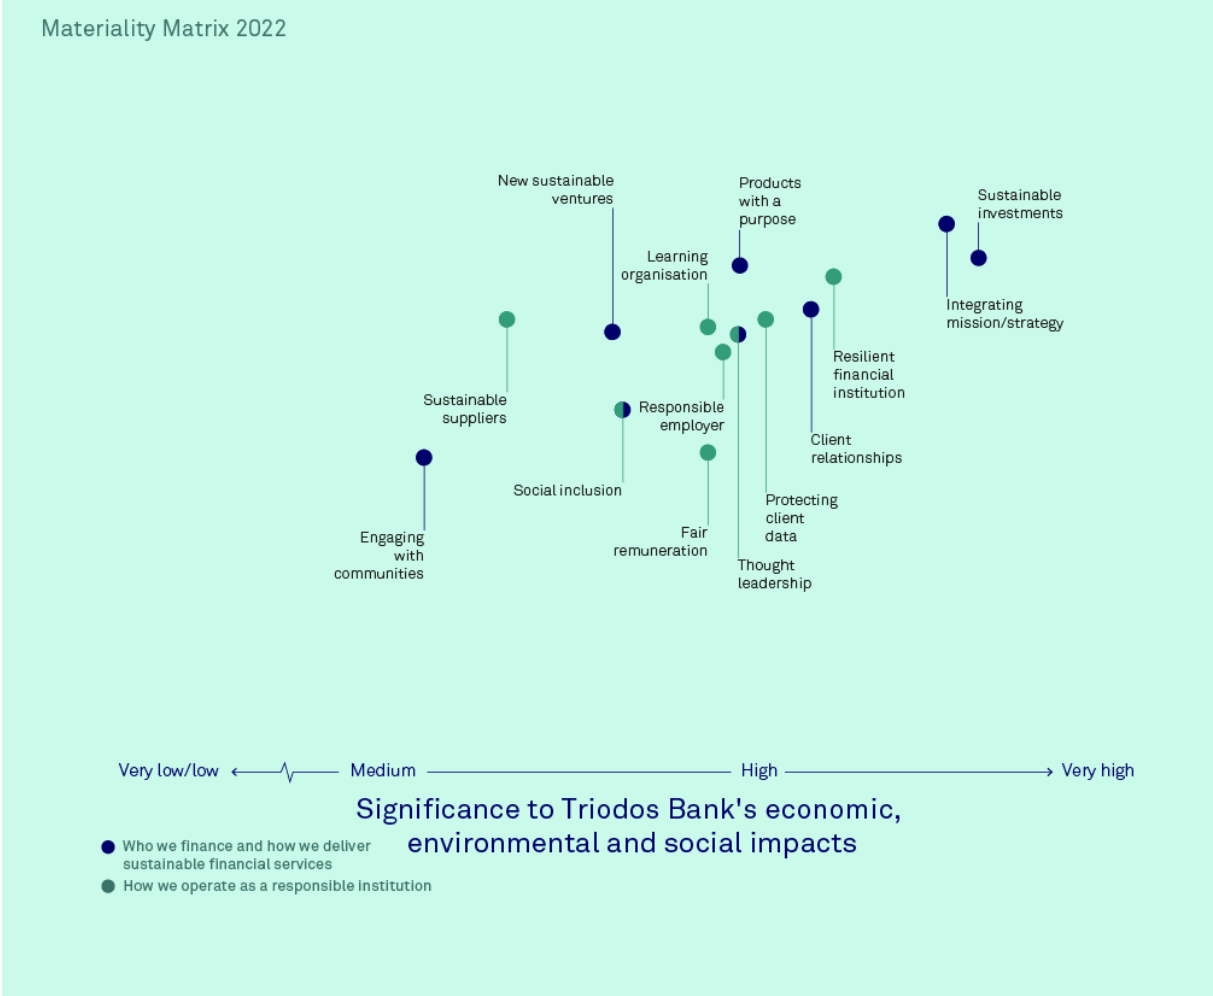 Materiality Matrix 2022
New sustainable
ventures
Products
with a
purpose
Sustainable
investments
Learning
organisation
Integrating
mission/strategy
Resilient
financial
institution
Sustainable
suppliers
Responsible
employer
Client
relationships
Social inclusion
Protecting
client
data
Engaging
with
communities
Fair
remuneration
Thought
leadership
Very low/low
Medium
High
Very high
Significance to Triodos Bank's economic,
environmental and social impacts
Who we finance and how we deliver
sustainable financial services
How we operate as a responsible institution